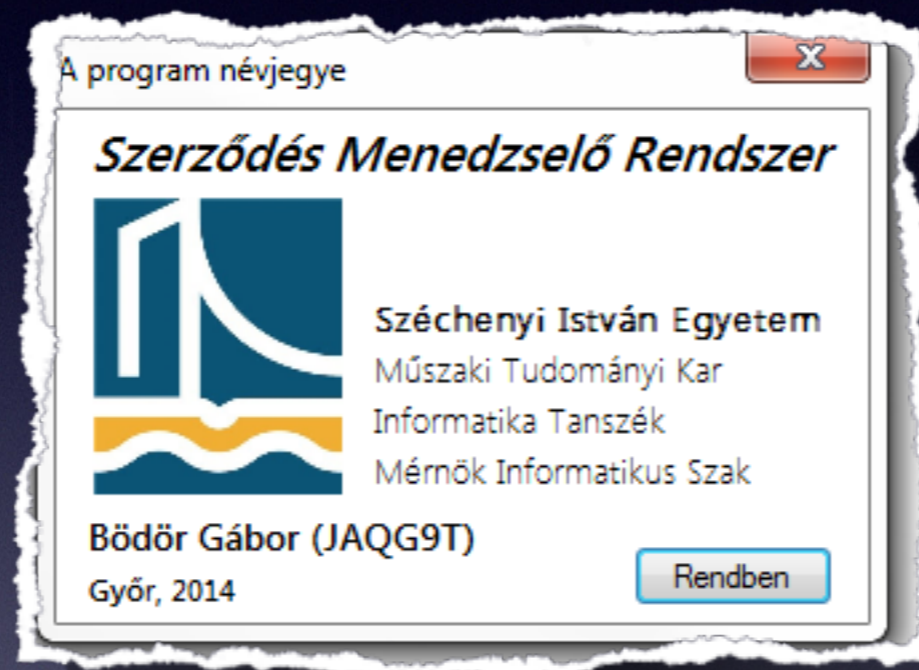 A program névjegye
Szerződés Menedzselő Rendszer
Széchenyi István Egyetem
Műszaki Tudományi Kar
Informatika Tanszék
Mérnök Informatikus Szak
Bödör Gábor (JAQG9T)
Győr, 2014
Rendben